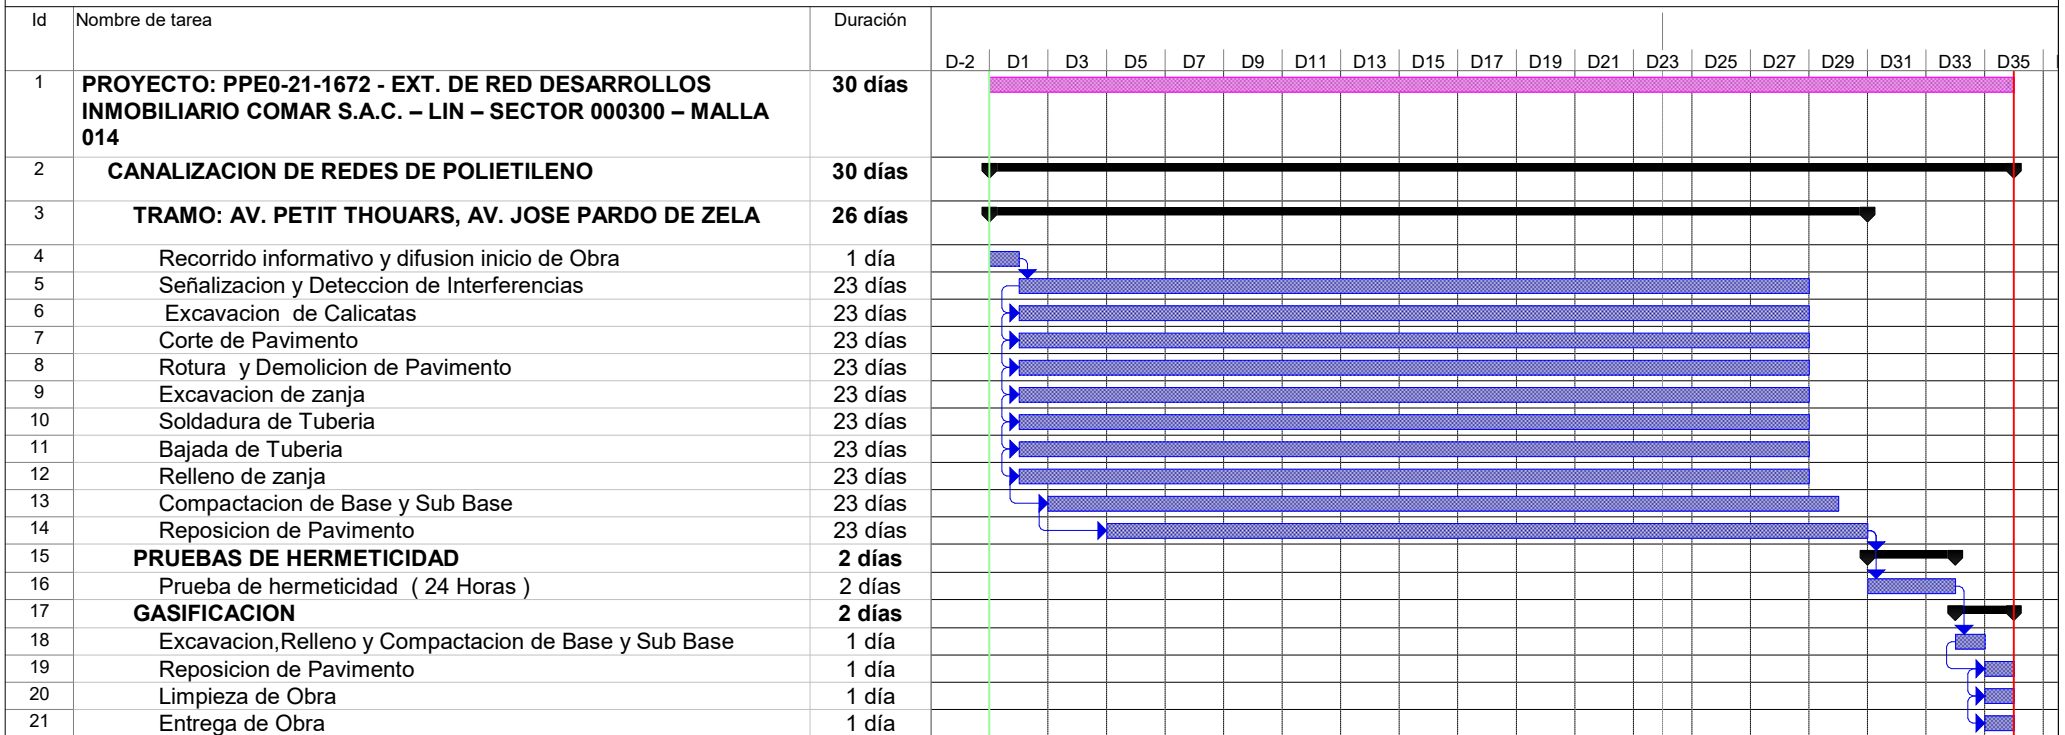 Id Nombre de tarea Duración
D-2 D1 D3 D5 D7 D9 D11 D13 D15 D17 D19 D21 D23 D25 D27 D29 D31 D33 D35
1 PROYECTO: PPE0-21-1672 - EXT. DE RED DESARROLLOS 30 días
INMOBILIARIO COMAR S.A.C. – LIN – SECTOR 000300 – MALLA
014
2 CANALIZACION DE REDES DE POLIETILENO 30 días
3 TRAMO: AV. PETIT THOUARS, AV. JOSE PARDO DE ZELA 26 días
4 Recorrido informativo y difusion inicio de Obra 1 día
5 Señalizacion y Deteccion de Interferencias 23 días
6 Excavacion de Calicatas 23 días
7 Corte de Pavimento 23 días
8 Rotura y Demolicion de Pavimento 23 días
9 Excavacion de zanja 23 días
10 Soldadura de Tuberia 23 días
11 Bajada de Tuberia 23 días
12 Relleno de zanja 23 días
13 Compactacion de Base y Sub Base 23 días
14 Reposicion de Pavimento 23 días
15 PRUEBAS DE HERMETICIDAD 2 días
16 Prueba de hermeticidad ( 24 Horas ) 2 días
17 GASIFICACION 2 días
18 Excavacion,Relleno y Compactacion de Base y Sub Base 1 día
19 Reposicion de Pavimento 1 día
20 Limpieza de Obra 1 día
21 Entrega de Obra 1 día